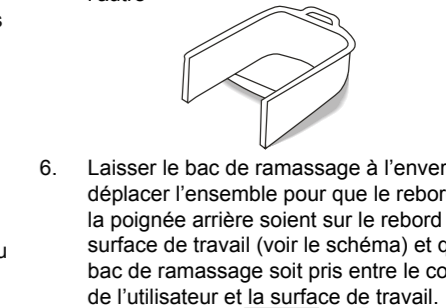 l'autre
s
6. Laisser le bac de ramassage à l'enver
déplacer l'ensemble pour que le rebor
la poignée arrière soient sur le rebord
surface de travail (voir le schéma) et q
u
bac de ramassage soit pris entre le co
de l'utilisateur et la surface de travail.